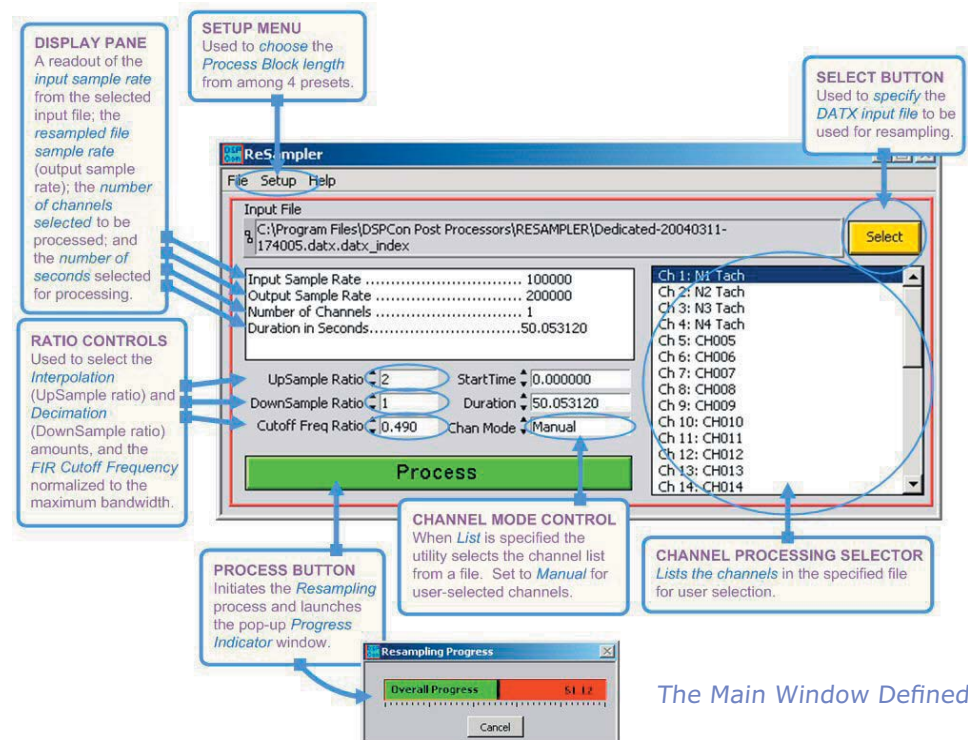 DISPLAY PANE
A readout of the
input sample rate
from the selected
input file; the
resampled file
sample rate
(output sample
rate); the number
of channels
selected to be
processed; and
the number of
seconds selected
for processing.
SETUP MENU
Used to choose the
Process Block length
from among 4 presets.
SELECT BUTTON
Used to specify the
DATX input file to be
used for resampling.
RATIO CONTROLS
Used to select the
Interpolation
(UpSample ratio) and
Decimation
(DownSample ratio)
amounts, and the
FIR Cutoff Frequency
normalized to the
maximum bandwidth.
DSP
Con
ReSampler
File Setup Help
Input File
C:\Program Files\DSPCon Post Processors\RESAMPLER\Dedicated-20040311-
174005.datx.datx_index
Select
Input Sample Rate ............................... 100000
Output Sample Rate ............................. 200000
Number of Channels ............................. 1
Duration in Seconds..............................50.053120
UpSample Ratio 2 StartTime 0.000000
DownSample Ratio 1 Duration 50.053120
Cutoff Freq Ratio 0.490 Chan Mode Manual
Process
Ch 1: N1 Tach
Ch 2: N2 Tach
Ch 3: N3 Tach
Ch 4: N4 Tach
Ch 5: CH005
Ch 6: CH006
Ch 7: CH007
Ch 8: CH008
Ch 9: CH009
Ch 10: CH010
Ch 11: CH011
Ch 12: CH012
Ch 13: CH013
Ch 14: CH014
PROCESS BUTTON
Initiates the Resampling
process and launches
the pop-up Progress
Indicator window.
CHANNEL MODE CONTROL
When List is specified the
utility selects the channel list
from a file. Set to Manual for
user-selected channels.
CHANNEL PROCESSING SELECTOR
Lists the channels in the specified file
for user selection.
Resampling Progress
Overall Progress 51.12
Cancel
The Main Window Defined